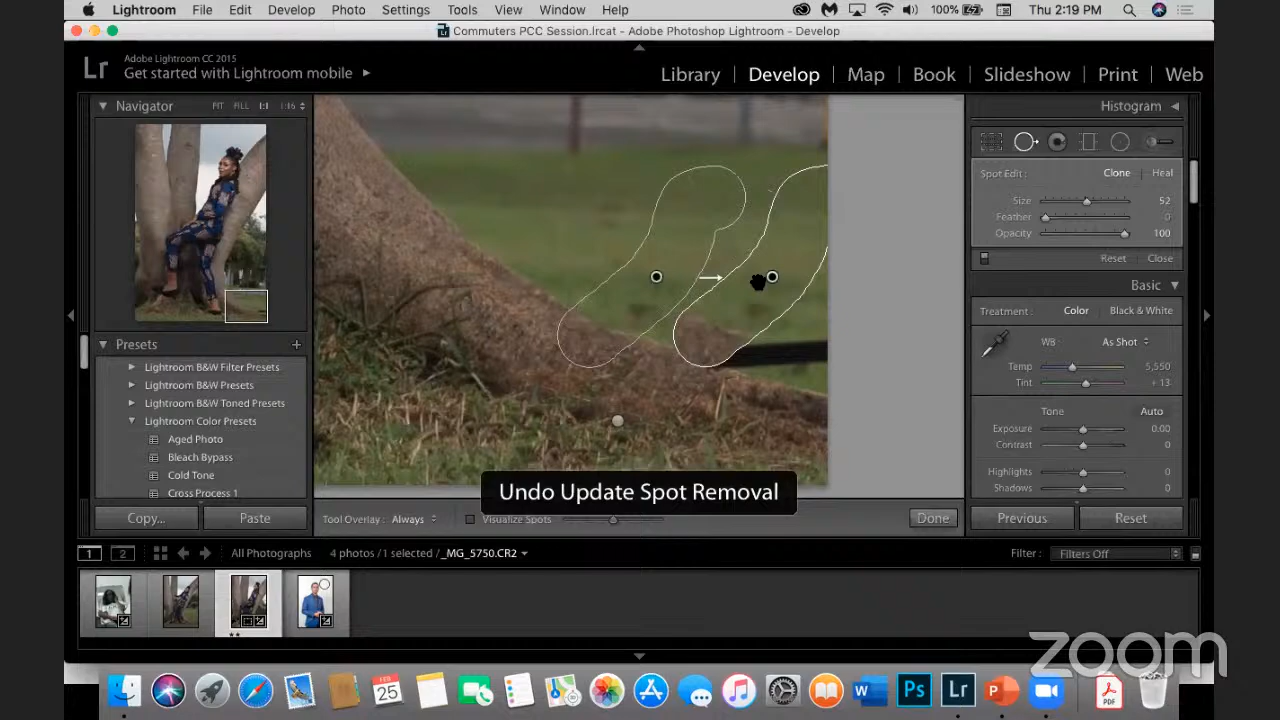 Lightroom File Edit Develop Photo Settings Tools View Window Help 100% Thu 2:19 PM
Commuters PCC Session.lrcat - Adobe Photoshop Lightroom - Develop
Lr Adobe Lightroom CC 2015
Get started with Lightroom mobile
Library | Develop | Map | Book | Slideshow | Print | Web
Navigator FIT FILL 1:1 1:16
Histogram
Spot Edit: Clone Heal
Size 52
Feather 0
Opacity 100
Reset Close
Basic
Treatment: Color Black & White
WB: As Shot
Temp 5,550
Tint + 13
Tone Auto
Exposure 0.00
Contrast 0
Highlights 0
Shadows 0
Presets +
Lightroom B&W Filter Presets
Lightroom B&W Presets
Lightroom B&W Toned Presets
Lightroom Color Presets
Aged Photo
Bleach Bypass
Cold Tone
Cross Process 1
Undo Update Spot Removal
Copy... Paste Tool Overlay: Always Visualize Spots Done Previous Reset
1 2 All Photographs 4 photos / 1 selected / _MG_5750.CR2 Filter: Filters Off
zoom
FEB
25
W Ps Lr P
PDF